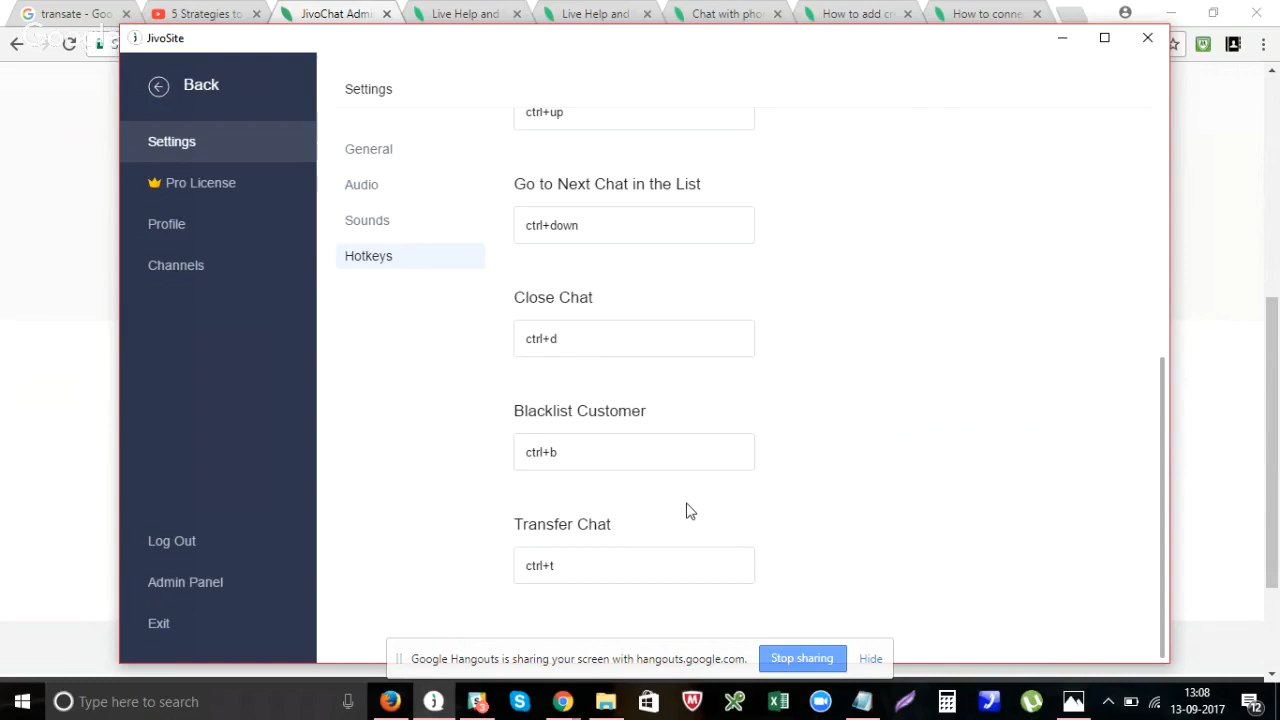 transate - Goo
5 Strategies to
JivoChat Admin
Live Help and
Live Help and
Chat with phone
How to add cr
How to connec
JivoSite
Back
Settings
Pro License
Profile
Channels
Log Out
Admin Panel
Exit
Settings
General
Audio
Sounds
Hotkeys
ctrl+up
Go to Next Chat in the List
ctrl+down
Close Chat
ctrl+d
Blacklist Customer
ctrl+b
Transfer Chat
ctrl+t
Google Hangouts is sharing your screen with hangouts.google.com.
Stop sharing
Hide
Type here to search
13:08
13-09-2017
12